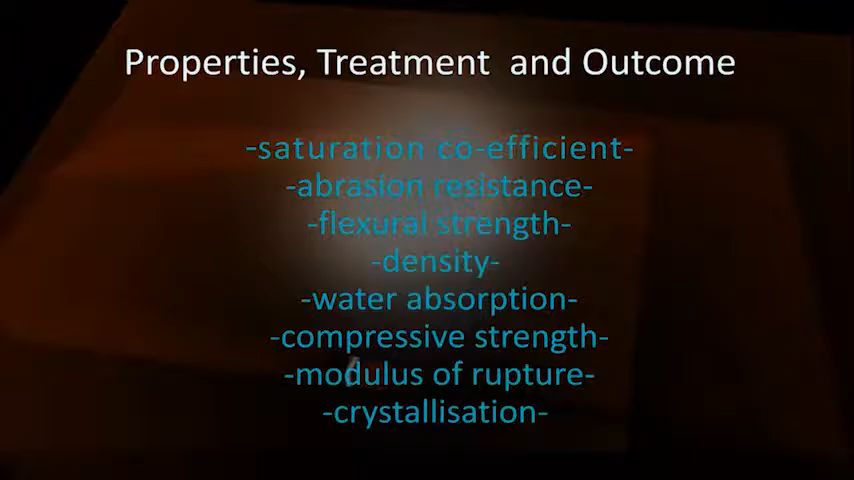 Properties, Treatment  and Outcome
-saturation co-efficient-
-abrasion resistance-
-flexural strength-
-density-
-water absorption-
-compressive strength-
-modulus of rupture-
-crystallisation-